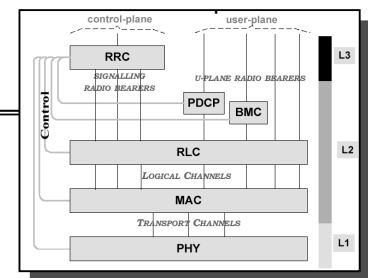 control-plane user-plane
RRC L3
SIGNALLING U-PLANE RADIO BEARERS
RADIO BEARERS
PDCP
BMC
Control
RLC L2
LOGICAL CHANNELS
MAC
TRANSPORT CHANNELS
PHY L1